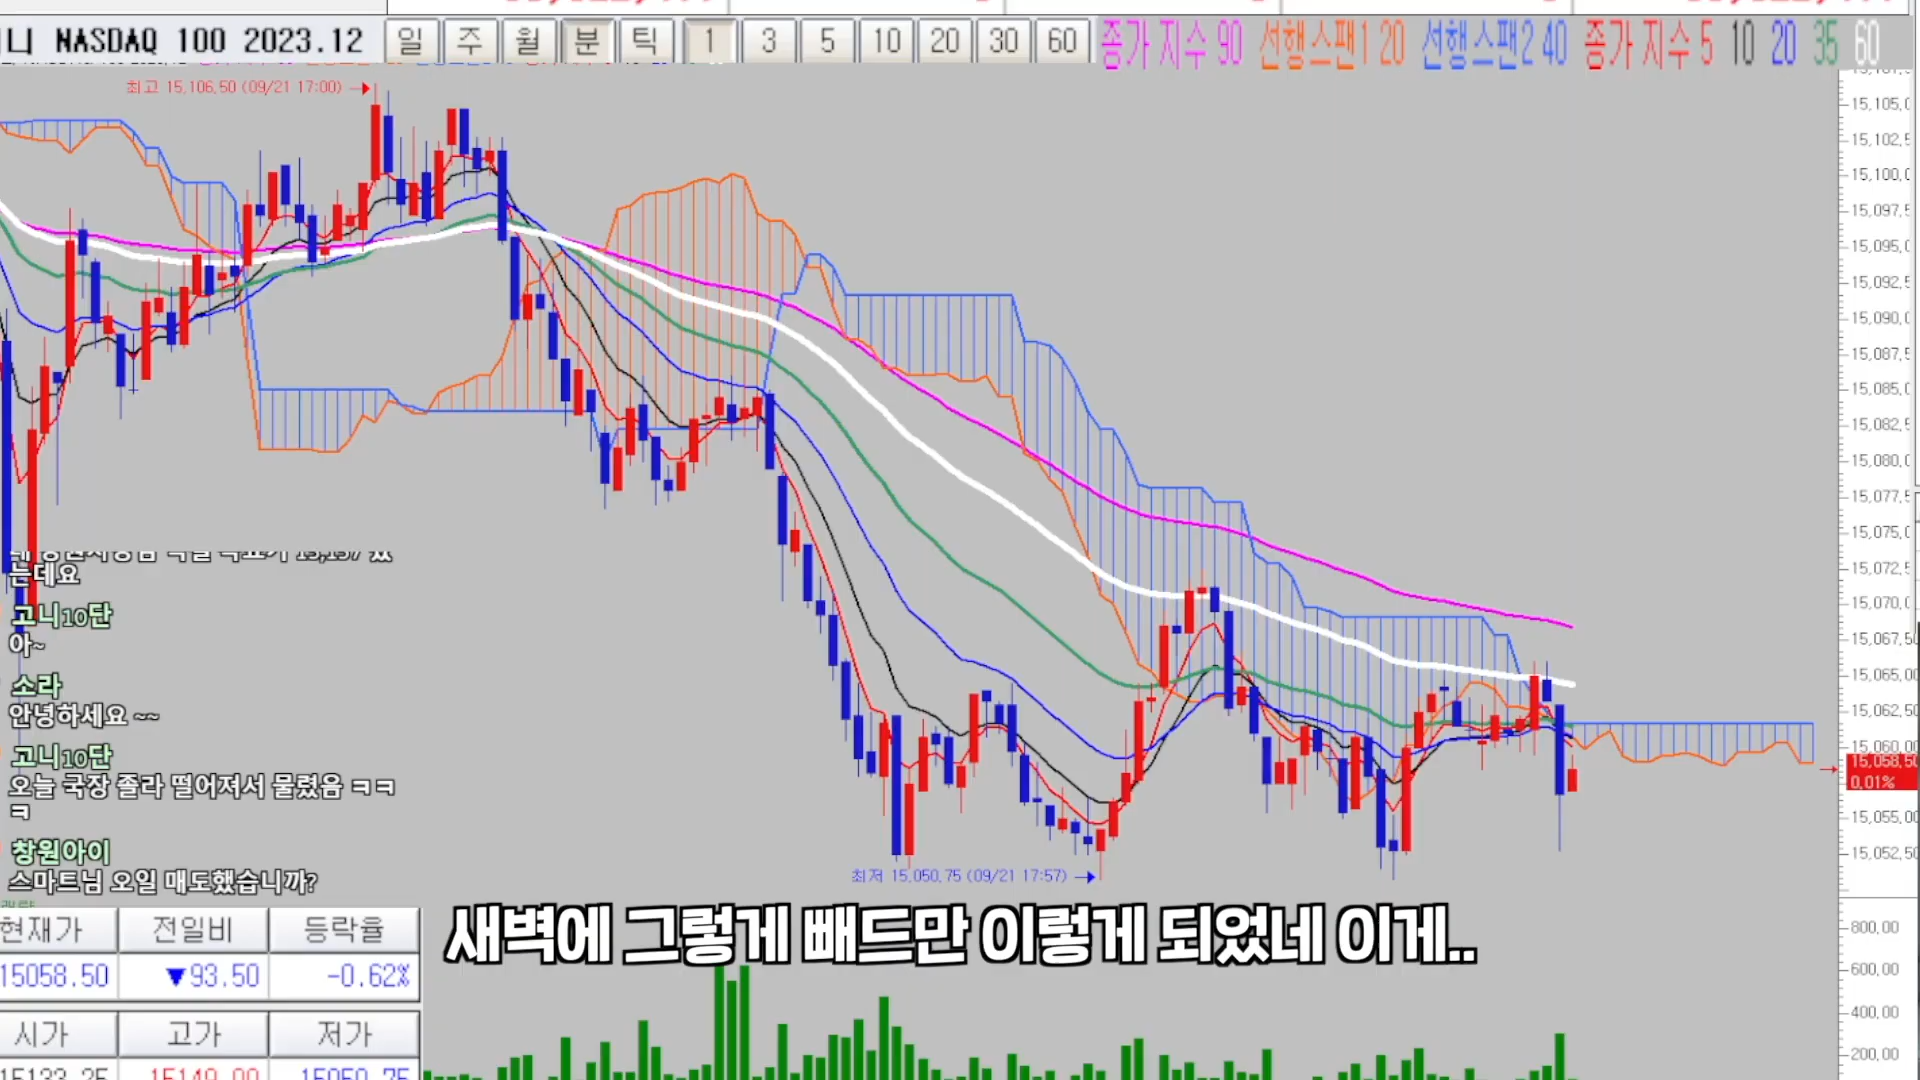 니 NASDAQ 100 2023.12 일 주 월 분 틱 1 3 5 10 20 30 60 종가 지수 90 선행스팬1 20 선행스팬2 40 종가 지수 5 10 20 35 60
최고 15,106.50 (09/21 17:00)
15,105.0
15,102.5
15,100.0
15,097.5
15,095.0
15,092.5
15,090.0
15,087.5
15,085.0
15,082.5
15,080.0
15,077.5
15,075.0
15,072.5
15,070.0
15,067.5
15,065.00
15,062.50
15,060.00
15,058.50
0.01%
15,055.00
15,052.50
는데요
고니10단
아~
소라
안녕하세요 ~~
고니10단
오늘 국장 졸라 떨어져서 물렸음 ㅋㅋ
ㅋ
창원아이
스마트님 오일 매도했습니까?
최저 15,050.75 (09/21 17:57)
현재가 전일비 등락율
15058.50 ▼93.50 -0.62%
시가 고가 저가
15133.25 15149.00 15050.75
새벽에 그렇게 빼드만 이렇게 되었네 이게..
800.00
600.00
400.00
200.00